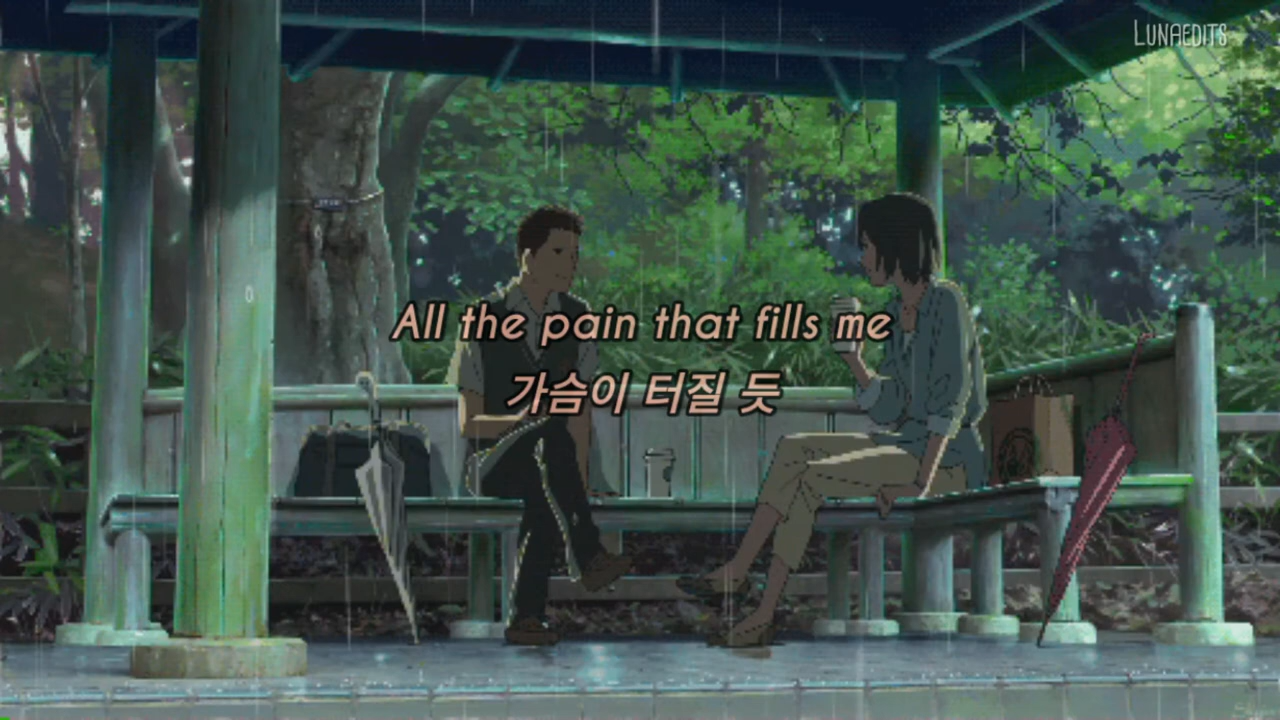 LUNAEDITS
All the pain that fills me
가슴이 터질 듯